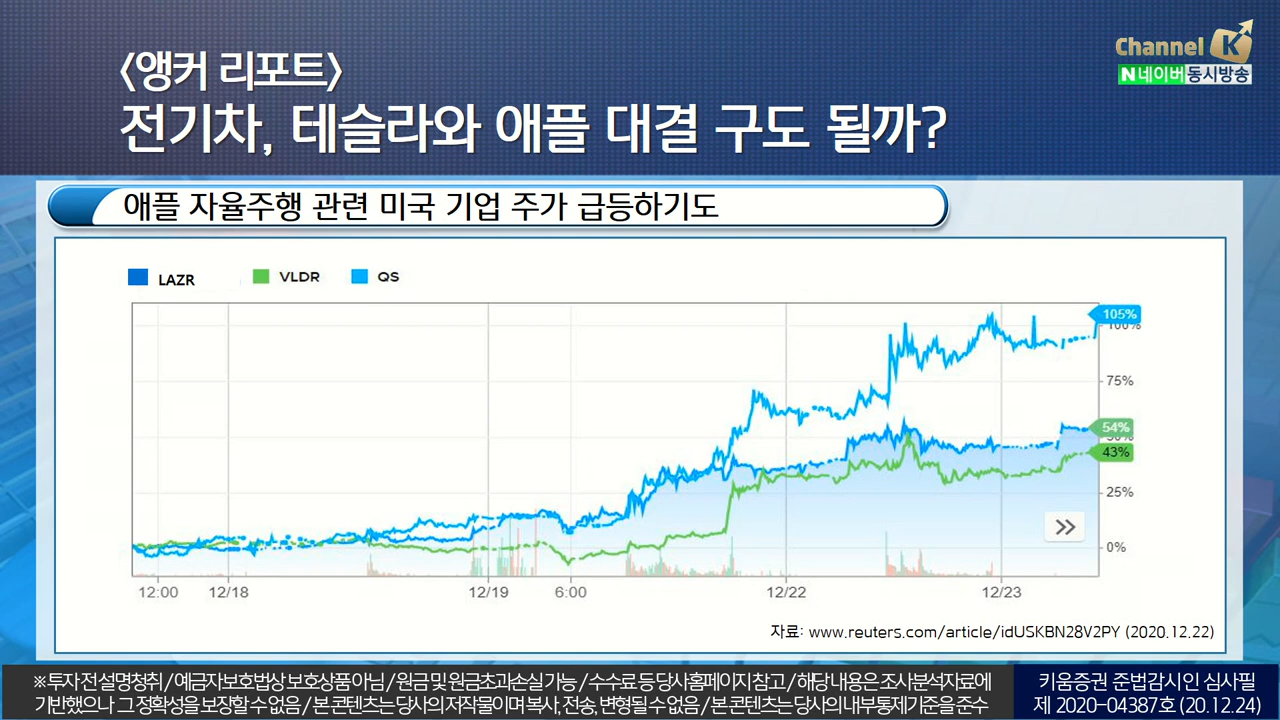 <앵커 리포트>
전기차, 테슬라와 애플 대결 구도 될까?
Channel K
N 네이버 동시방송
애플 자율주행 관련 미국 기업 주가 급등하기도
LAZR VLDR QS
105%
100%
75%
54%
50%
43%
25%
0%
12:00 12/18 12/19 6:00 12/22 12/23
자료: www.reuters.com/article/idUSKBN28V2PY (2020.12.22)
※ 투자 전 설명청취 / 예금자보호법상 보호상품 아님 / 원금 및 원금초과손실 가능 / 수수료 등 당사홈페이지 참고 / 해당 내용은 조사분석자료에
기반했으나 그 정확성을 보장할 수 없음 / 본 콘텐츠는 당사의 저작물이며 복사, 전송, 변형될 수 없음 / 본 콘텐츠는 당사의 내부통제기준을 준수
키움증권 준법감시인 심사필
제 2020-04387호 (20.12.24)